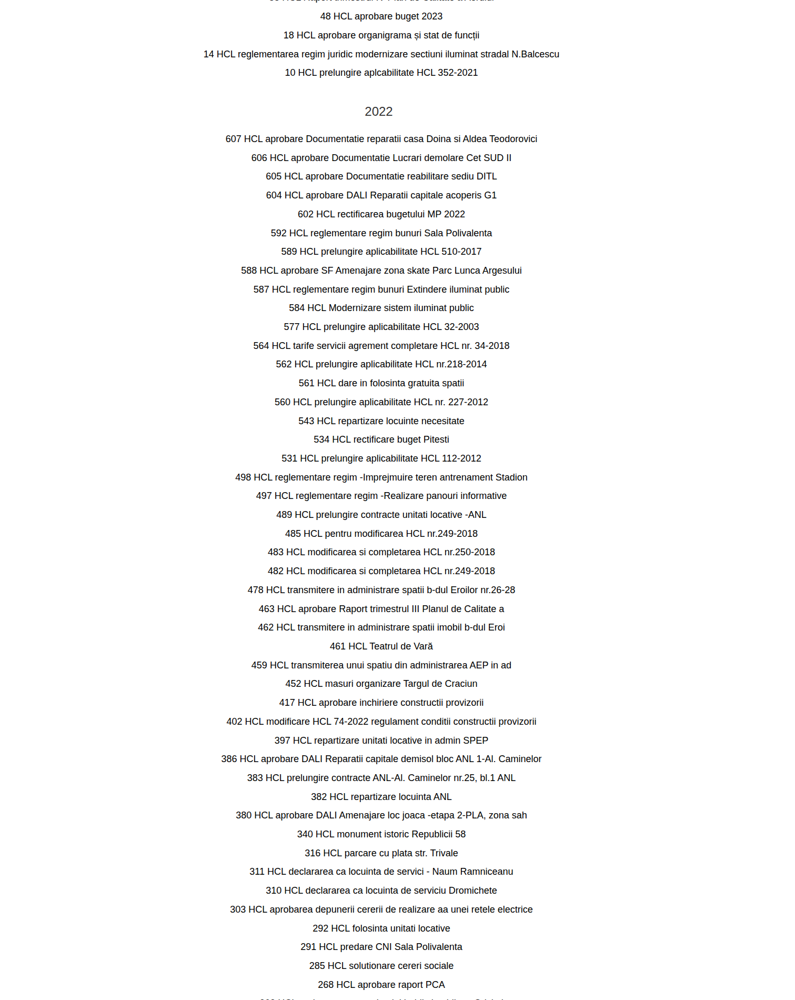 48 HCL aprobare buget 2023
18 HCL aprobare organigrama și stat de funcții
14 HCL reglementarea regim juridic modernizare sectiuni iluminat stradal N.Balcescu
10 HCL prelungire aplcabilitate HCL 352-2021
2022
607 HCL aprobare Documentatie reparatii casa Doina si Aldea Teodorovici
606 HCL aprobare Documentatie Lucrari demolare Cet SUD II
605 HCL aprobare Documentatie reabilitare sediu DITL
604 HCL aprobare DALI Reparatii capitale acoperis G1
602 HCL rectificarea bugetului MP 2022
592 HCL reglementare regim bunuri Sala Polivalenta
589 HCL prelungire aplicabilitate HCL 510-2017
588 HCL aprobare SF Amenajare zona skate Parc Lunca Argesului
587 HCL reglementare regim bunuri Extindere iluminat public
584 HCL Modernizare sistem iluminat public
577 HCL prelungire aplicabilitate HCL 32-2003
564 HCL tarife servicii agrement completare HCL nr. 34-2018
562 HCL prelungire aplicabilitate HCL nr.218-2014
561 HCL dare in folosinta gratuita spatii
560 HCL prelungire aplicabilitate HCL nr. 227-2012
543 HCL repartizare locuinte necesitate
534 HCL rectificare buget Pitesti
531 HCL prelungire aplicabilitate HCL 112-2012
498 HCL reglementare regim -Imprejmuire teren antrenament Stadion
497 HCL reglementare regim -Realizare panouri informative
489 HCL prelungire contracte unitati locative -ANL
485 HCL pentru modificarea HCL nr.249-2018
483 HCL modificarea si completarea HCL nr.250-2018
482 HCL modificarea si completarea HCL nr.249-2018
478 HCL transmitere in administrare spatii b-dul Eroilor nr.26-28
463 HCL aprobare Raport trimestrul III Planul de Calitate a
462 HCL transmitere in administrare spatii imobil b-dul Eroi
461 HCL Teatrul de Vară
459 HCL transmiterea unui spatiu din administrarea AEP in ad
452 HCL masuri organizare Targul de Craciun
417 HCL aprobare inchiriere constructii provizorii
402 HCL modificare HCL 74-2022 regulament conditii constructii provizorii
397 HCL repartizare unitati locative in admin SPEP
386 HCL aprobare DALI Reparatii capitale demisol bloc ANL 1-Al. Caminelor
383 HCL prelungire contracte ANL-Al. Caminelor nr.25, bl.1 ANL
382 HCL repartizare locuinta ANL
380 HCL aprobare DALI Amenajare loc joaca -etapa 2-PLA, zona sah
340 HCL monument istoric Republicii 58
316 HCL parcare cu plata str. Trivale
311 HCL declararea ca locuinta de servici - Naum Ramniceanu
310 HCL declararea ca locuinta de serviciu Dromichete
303 HCL aprobarea depunerii cererii de realizare aa unei retele electrice
292 HCL folosinta unitati locative
291 HCL predare CNI Sala Polivalenta
285 HCL solutionare cereri sociale
268 HCL aprobare raport PCA